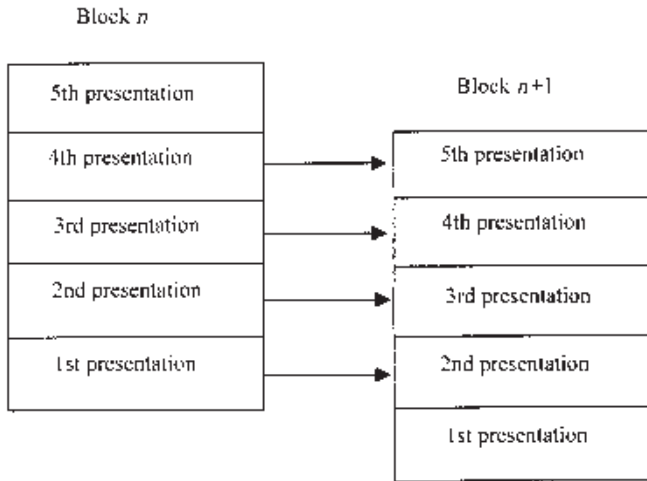 Block n
5th presentation
4th presentation
3rd presentation
2nd presentation
1st presentation
Block n+1
5th presentation
4th presentation
3rd presentation
2nd presentation
1st presentation